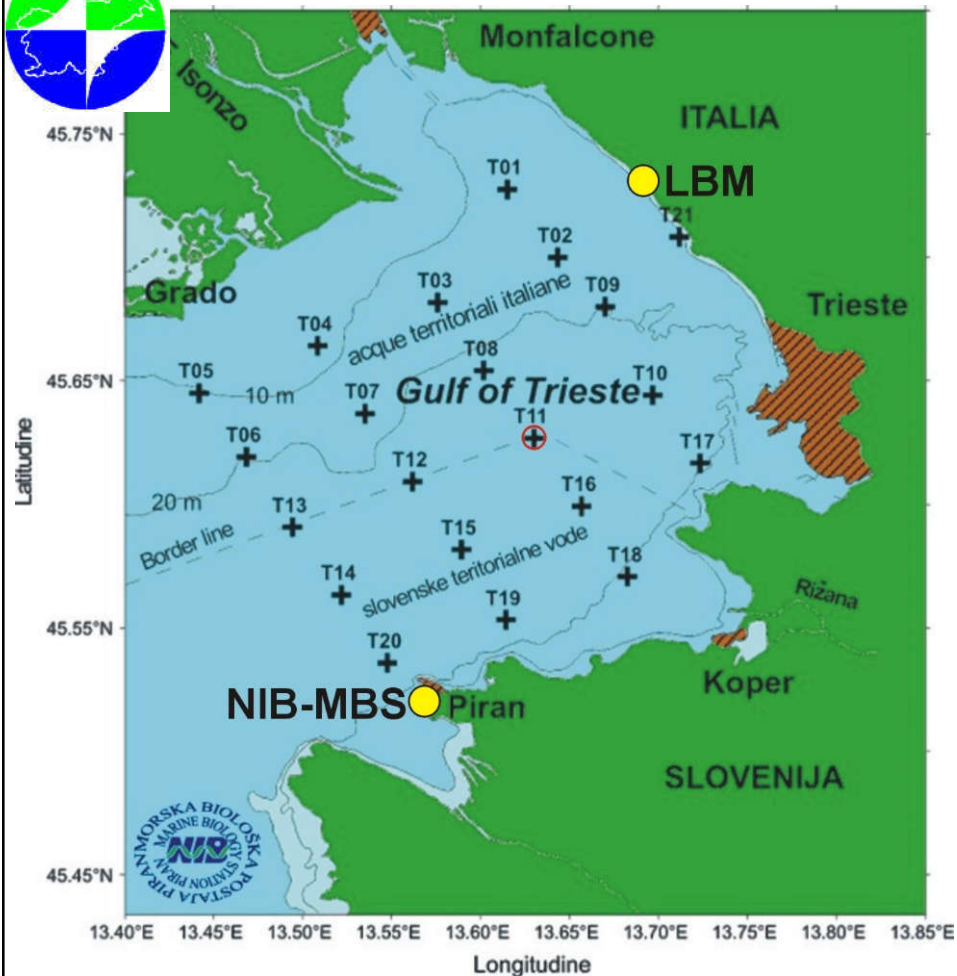 Monfalcone
Isonzo
ITALIA
45.75°N
T01
LBM
T21
T02
T09
T03
acque territoriali italiane
Grado
Trieste
T04
T08
T05
45.65°N
10 m
T07
Gulf of Trieste
T10
T11
T06
T12
T17
20 m
T13
T16
Border line
T15
T14
slovenske teritorialne vode
T18
T19
Rižana
45.55°N
T20
Koper
NIB-MBS
Piran
SLOVENIJA
MORSKA BIOLOŠKA POSTAJA PIRAN
MARINE BIOLOGY STATION PIRAN
NIB
45.45°N
Latitudine
13.40°E 13.45°E 13.50°E 13.55°E 13.60°E 13.65°E 13.70°E 13.75°E 13.80°E 13.85°E
Longitudine